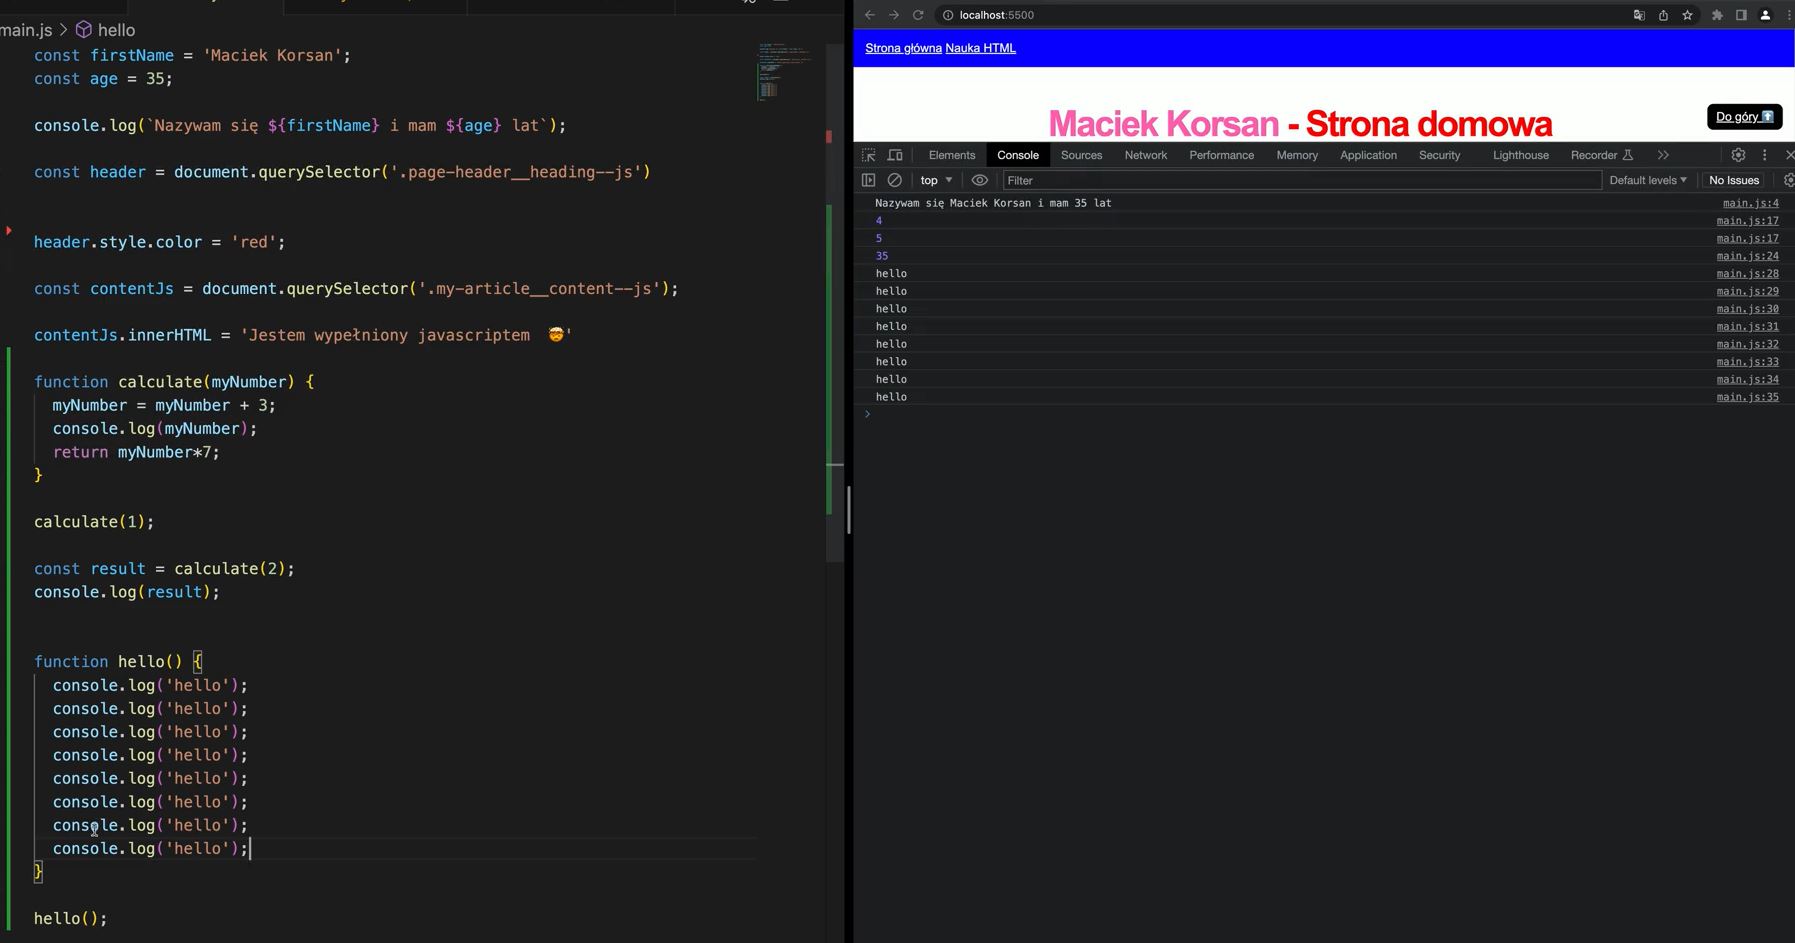 main.js > hello
const firstName = 'Maciek Korsan';
const age = 35;
console.log(`Nazywam się ${firstName} i mam ${age} lat`);
const header = document.querySelector('.page-header__heading--js')
header.style.color = 'red';
const contentJs = document.querySelector('.my-article__content--js');
contentJs.innerHTML = 'Jestem wypełniony javascriptem 🤯'
function calculate(myNumber) {
myNumber = myNumber + 3;
console.log(myNumber);
return myNumber*7;
}
calculate(1);
const result = calculate(2);
console.log(result);
function hello() {
console.log('hello');
console.log('hello');
console.log('hello');
console.log('hello');
console.log('hello');
console.log('hello');
console.log('hello');
console.log('hello');
}
hello();
localhost:5500
Strona główna Nauka HTML
Maciek Korsan - Strona domowa
Do góry ⬆
Elements Console Sources Network Performance Memory Application Security Lighthouse Recorder
top Filter Default levels No Issues
Nazywam się Maciek Korsan i mam 35 lat main.js:4
4 main.js:17
5 main.js:17
35 main.js:24
hello main.js:28
hello main.js:29
hello main.js:30
hello main.js:31
hello main.js:32
hello main.js:33
hello main.js:34
hello main.js:35
>